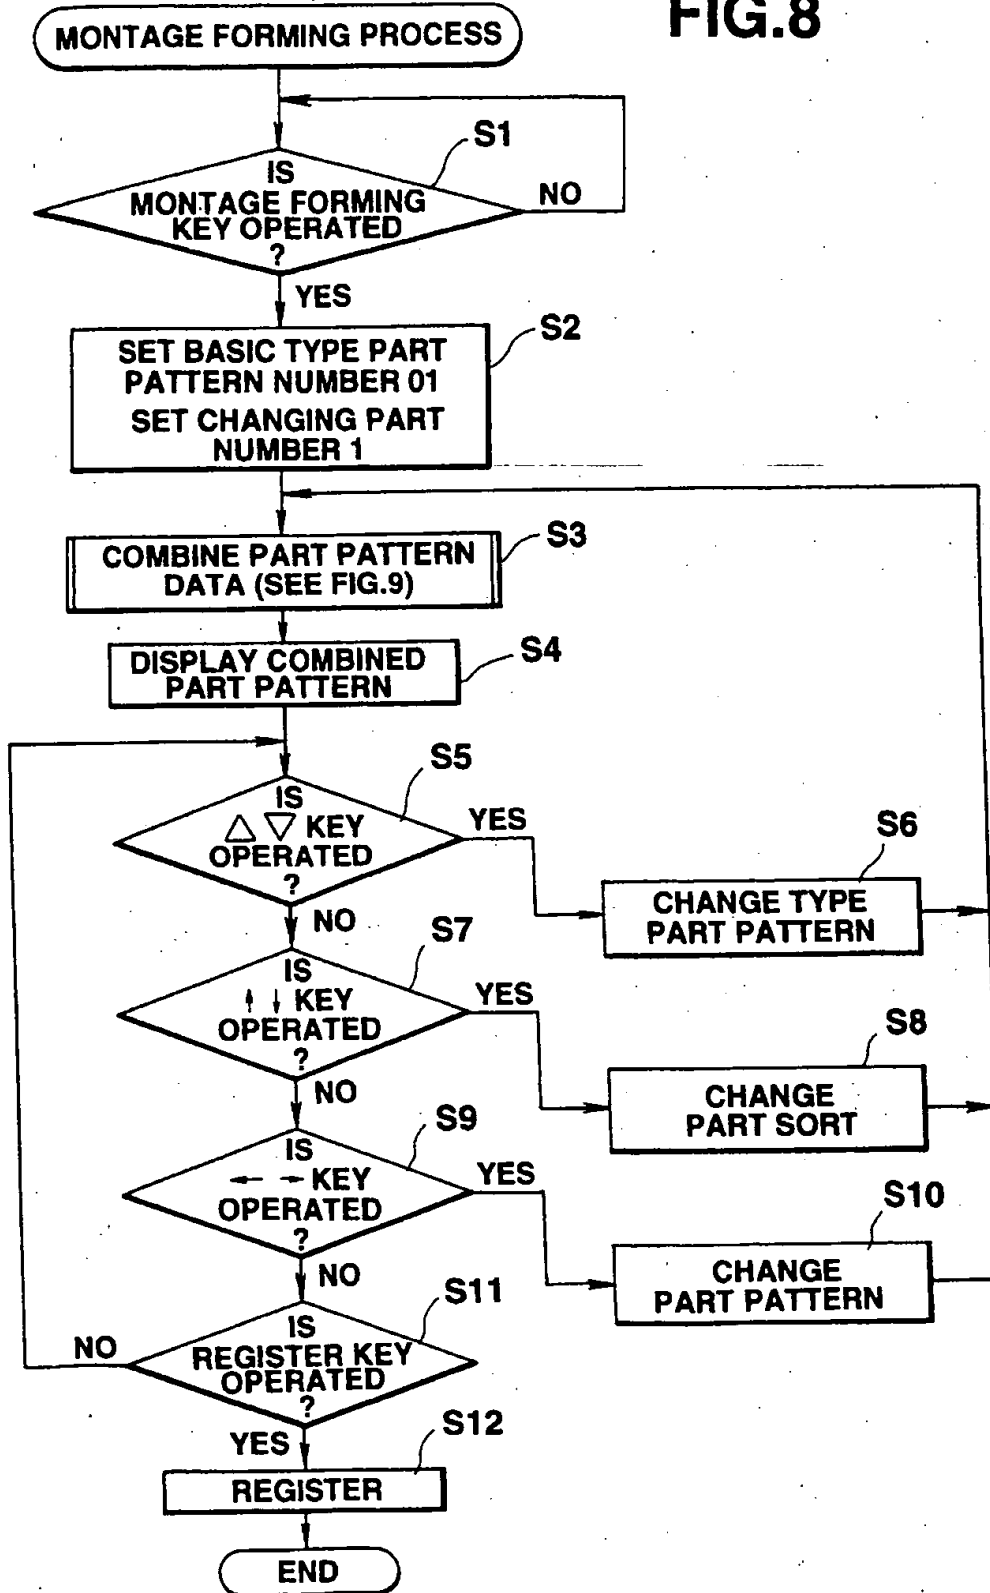 FIG.8
MONTAGE FORMING PROCESS
S1
IS
MONTAGE FORMING
KEY OPERATED
?
NO
YES
S2
SET BASIC TYPE PART
PATTERN NUMBER 01
SET CHANGING PART
NUMBER 1
S3
COMBINE PART PATTERN
DATA (SEE FIG.9)
S4
DISPLAY COMBINED
PART PATTERN
S5
IS
△ ▽ KEY
OPERATED
?
YES
NO
S6
CHANGE TYPE
PART PATTERN
S7
IS
↑ ↓ KEY
OPERATED
?
YES
NO
S8
CHANGE
PART SORT
S9
IS
← → KEY
OPERATED
?
YES
NO
S10
CHANGE
PART PATTERN
S11
IS
REGISTER KEY
OPERATED
?
NO
YES
S12
REGISTER
END